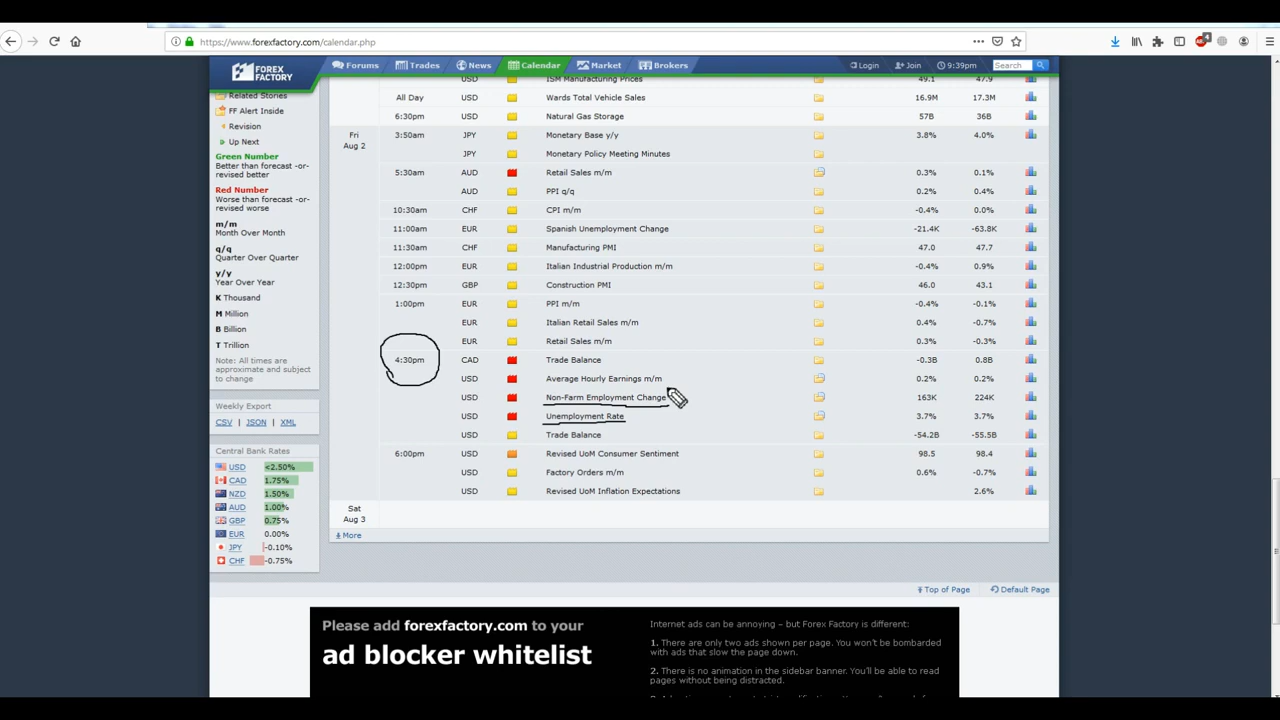 https://www.forexfactory.com/calendar.php
4
FOREX FACTORY
Forums Trades News Calendar Market Brokers Login Join 9:39pm Search
Related Stories
FF Alert Inside
Revision
Up Next
Green Number
Better than forecast -or-
revised better
Red Number
Worse than forecast -or-
revised worse
m/m
Month Over Month
q/q
Quarter Over Quarter
y/y
Year Over Year
K Thousand
M Million
B Billion
T Trillion
Note: All times are
approximate and subject
to change
Weekly Export
CSV JSON XML
Central Bank Rates
USD <2.50%
CAD 1.75%
NZD 1.50%
AUD 1.00%
GBP 0.75%
EUR 0.00%
JPY -0.10%
CHF -0.75%
USD ISM Manufacturing Prices 49.1 47.9
All Day USD Wards Total Vehicle Sales 16.9M 17.3M
6:30pm USD Natural Gas Storage 57B 36B
Fri Aug 2 3:50am JPY Monetary Base y/y 3.8% 4.0%
JPY Monetary Policy Meeting Minutes
5:30am AUD Retail Sales m/m 0.3% 0.1%
AUD PPI q/q 0.2% 0.4%
10:30am CHF CPI m/m -0.4% 0.0%
11:00am EUR Spanish Unemployment Change -21.4K -63.8K
11:30am CHF Manufacturing PMI 47.0 47.7
12:00pm EUR Italian Industrial Production m/m -0.4% 0.9%
12:30pm GBP Construction PMI 46.0 43.1
1:00pm EUR PPI m/m -0.4% -0.1%
EUR Italian Retail Sales m/m 0.4% -0.7%
EUR Retail Sales m/m 0.3% -0.3%
4:30pm CAD Trade Balance -0.3B 0.8B
USD Average Hourly Earnings m/m 0.2% 0.2%
USD Non-Farm Employment Change 163K 224K
USD Unemployment Rate 3.7% 3.7%
USD Trade Balance -54.2B -55.5B
6:00pm USD Revised UoM Consumer Sentiment 98.5 98.4
USD Factory Orders m/m 0.6% -0.7%
USD Revised UoM Inflation Expectations 2.6%
Sat Aug 3
More
Top of Page Default Page
Please add forexfactory.com to your
ad blocker whitelist
Internet ads can be annoying – but Forex Factory is different:
1. There are only two ads shown per page. You won't be bombarded
with ads that slow the page down.
2. There is no animation in the sidebar banner. You'll be able to read
pages without being distracted.